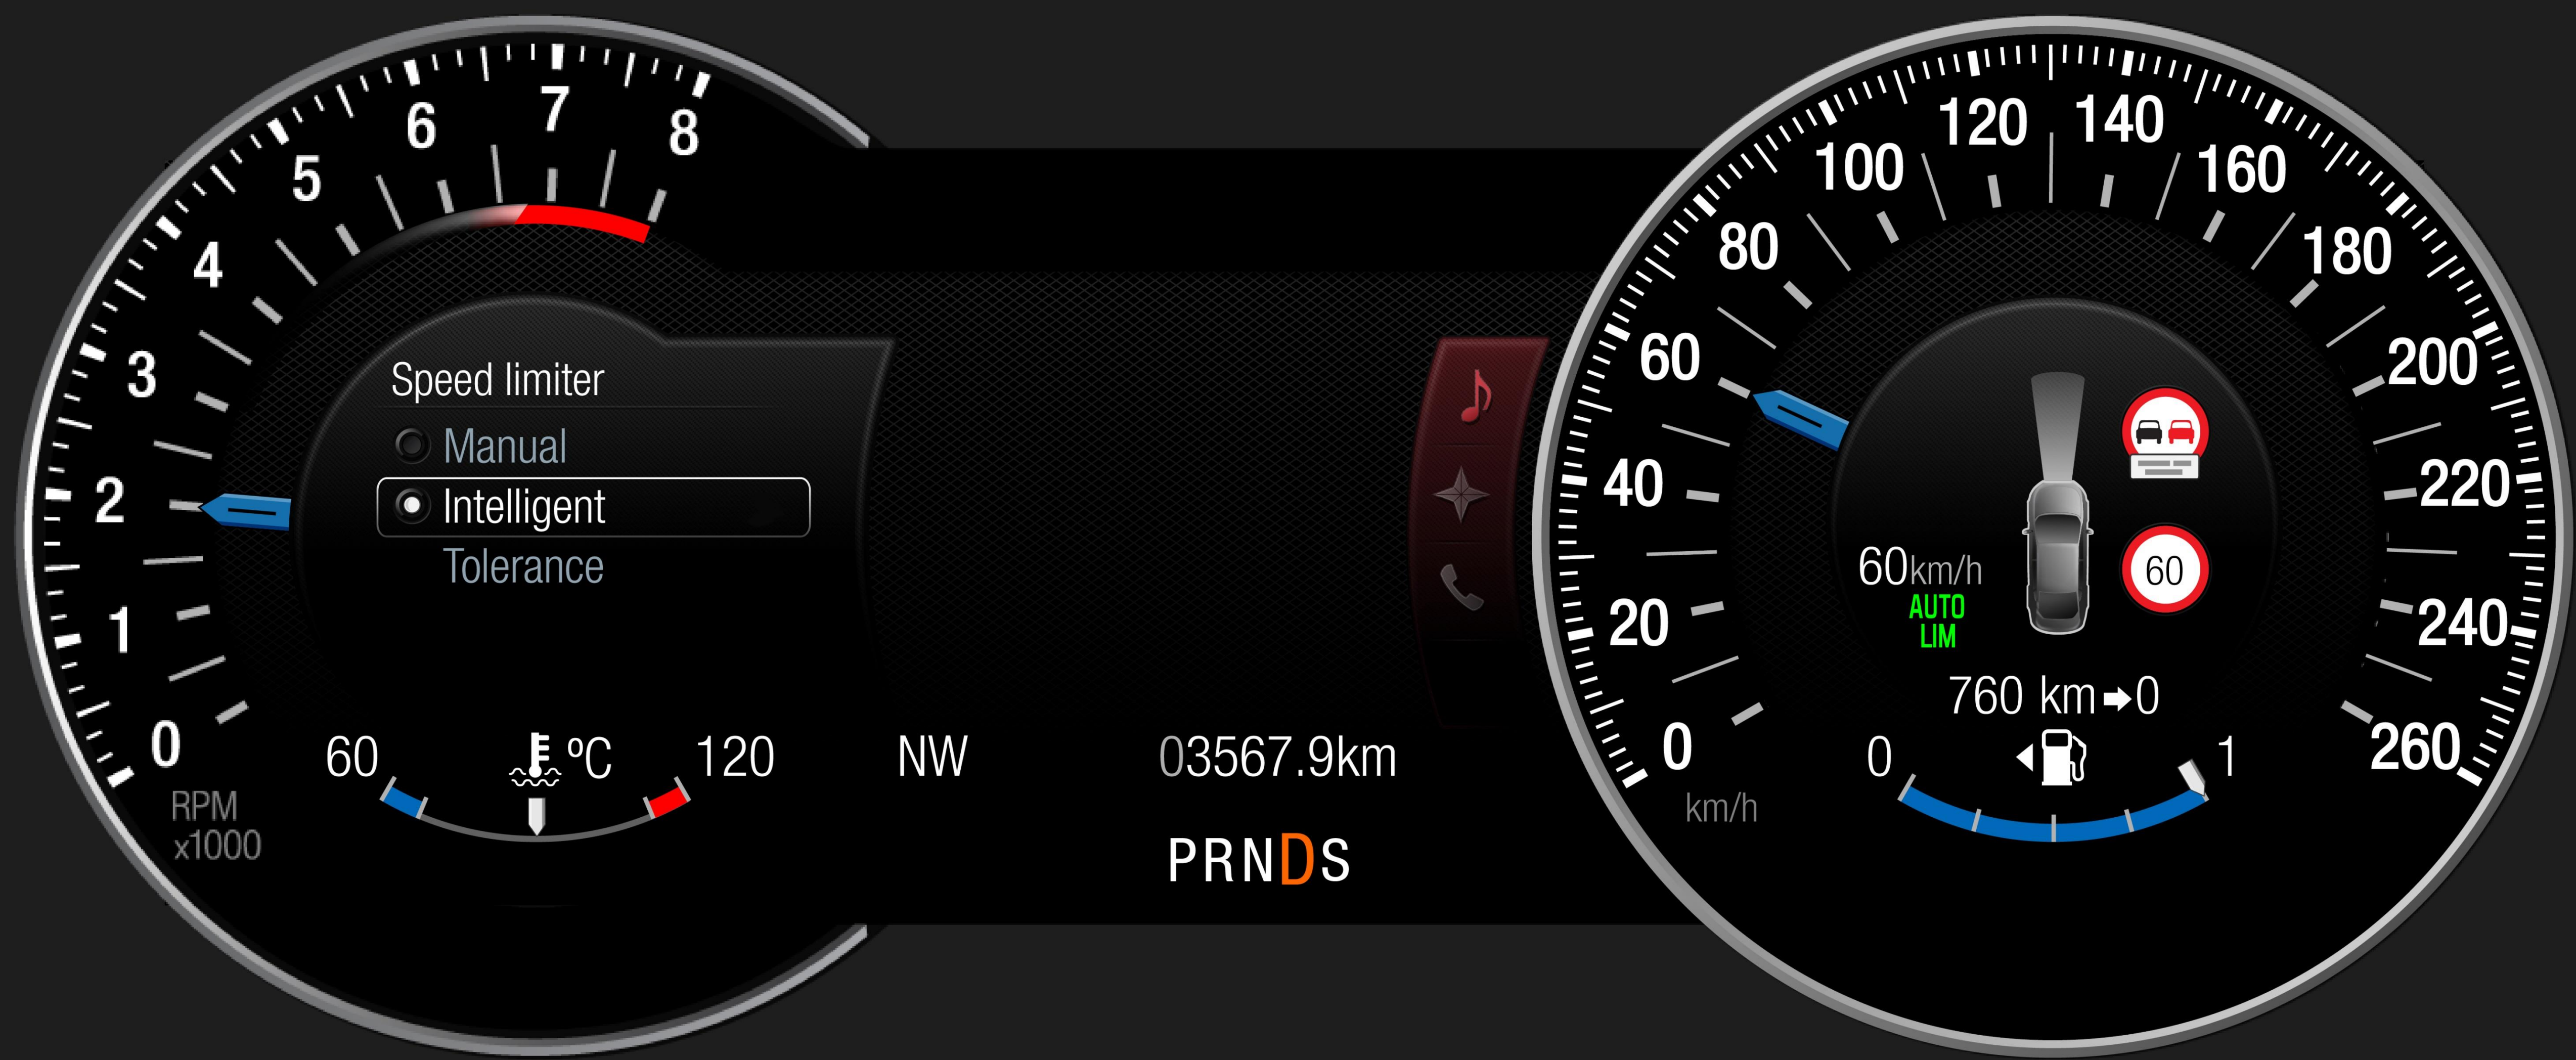 0
1
2
3
4
5
6
7
8
RPM
x1000
Speed limiter
Manual
Intelligent
Tolerance
60
ºC
120
NW
03567.9km
PRNDS
0
20
40
60
80
100
120
140
160
180
200
220
240
260
km/h
60
60km/h
AUTO
LIM
760 km➡0
0
1